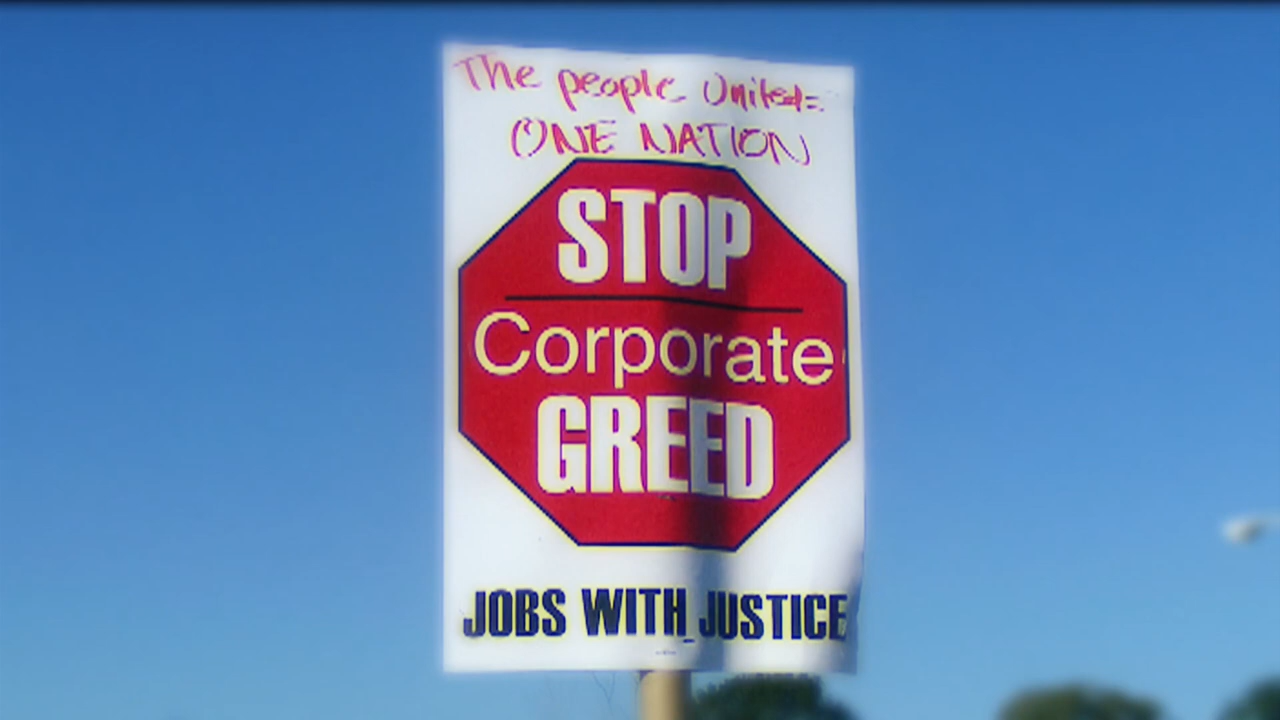 The people United=
ONE NATION
STOP
Corporate
GREED
JOBS WITH JUSTICE